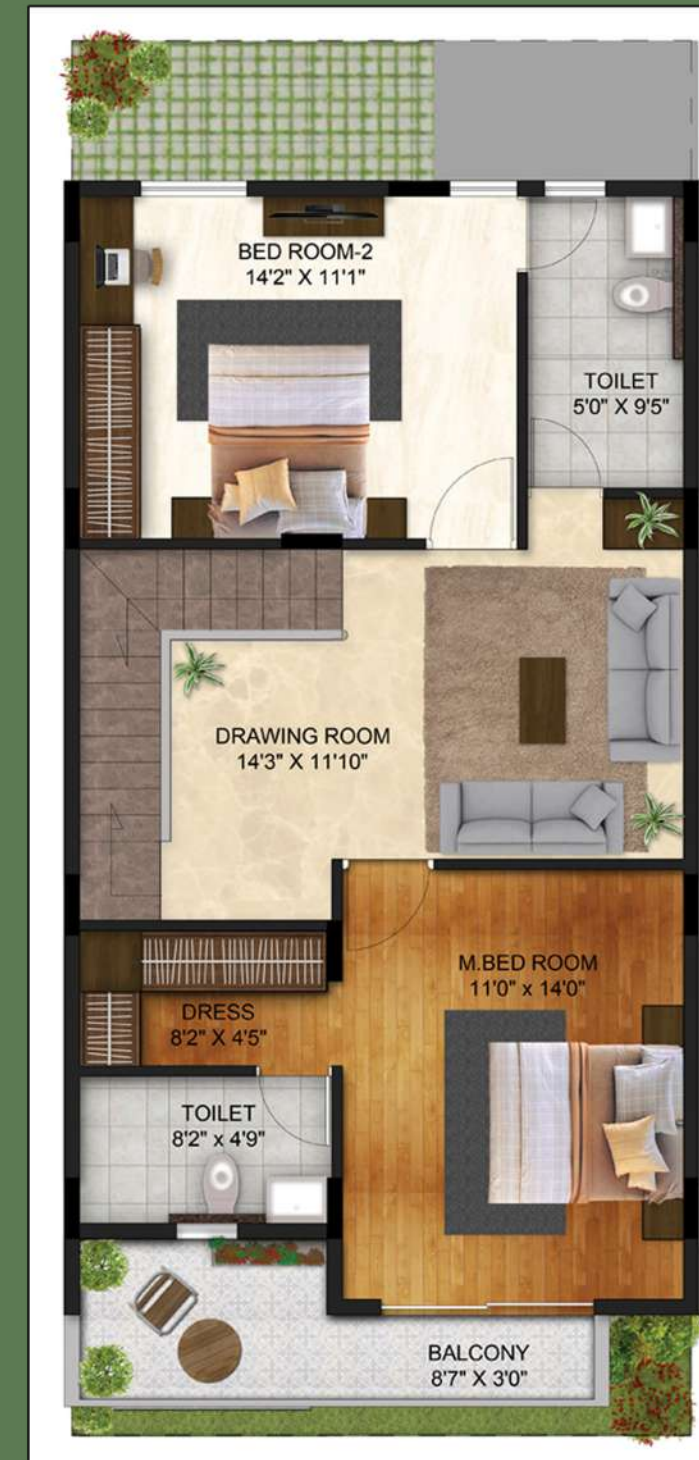 BED ROOM-2
14'2" X 11'1"
TOILET
5'0" X 9'5"
DRAWING ROOM
14'3" X 11'10"
M.BED ROOM
11'0" x 14'0"
DRESS
8'2" X 4'5"
TOILET
8'2" x 4'9"
BALCONY
8'7" X 3'0"